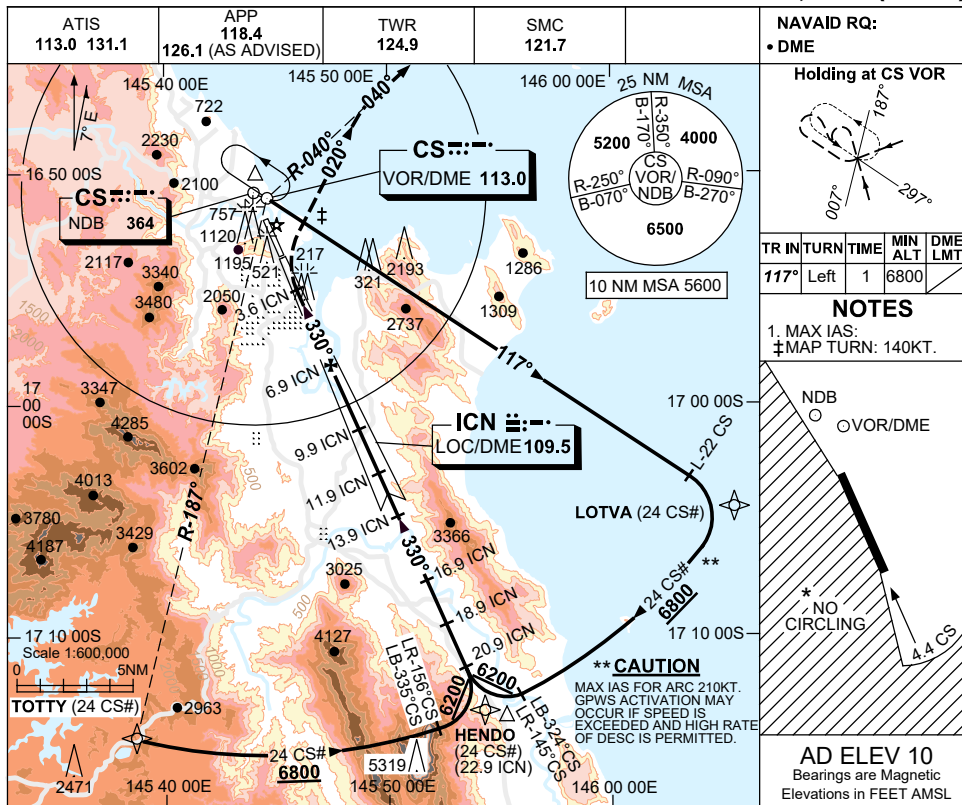 ATIS
113.0 131.1
APP
118.4
126.1 (AS ADVISED)
TWR
124.9
SMC
121.7
NAVAID RQ:
• DME
145 40 00E
145 50 00E
146 00 00E
7° E
722
2230
2100
16 50 00S
CS
NDB 364
CS
VOR/DME 113.0
R-040°
040°
020°
‡
25 NM MSA
5200
4000
6500
B-170°
R-350°
R-250°
B-070°
R-090°
B-270°
CS
VOR/
NDB
10 NM MSA 5600
757
1120
1195
521
217
2117
3340
3480
2050
321
2193
2737
1286
1309
3.6 ICN
330°
6.9 ICN
117°
1500
2000
17
00
00S
17 00 00S
3347
4285
3602
4013
3780
4187
3429
500
R-187°
9.9 ICN
ICN
LOC/DME 109.5
11.9 ICN
13.9 ICN
330°
L-22 CS
LOTVA (24 CS#)
**
3366
16.9 ICN
3025
500
18.9 ICN
24 CS#
6800
17 10 00S
17 10 00S
Scale 1:600,000
0
5NM
TOTTY (24 CS#)
1000
4127
20.9 ICN
LR-156°CS
LB-335°CS
6200
6200
**CAUTION
MAX IAS FOR ARC 210KT.
GPWS ACTIVATION MAY
OCCUR IF SPEED IS
EXCEEDED AND HIGH RATE
OF DESC IS PERMITTED.
LB-324°CS
LR-145°CS
HENDO
(24 CS#)
(22.9 ICN)
2963
24 CS#
6800
5319
2471
145 40 00E
145 50 00E
146 00 00E
Holding at CS VOR
187°
007°
297°
TR IN TURN TIME MIN ALT DME LMT
117° Left 1 6800
NOTES
1. MAX IAS:
‡MAP TURN: 140KT.
NDB
VOR/DME
* NO
CIRCLING
4.4 CS
AD ELEV 10
Bearings are Magnetic
Elevations in FEET AMSL